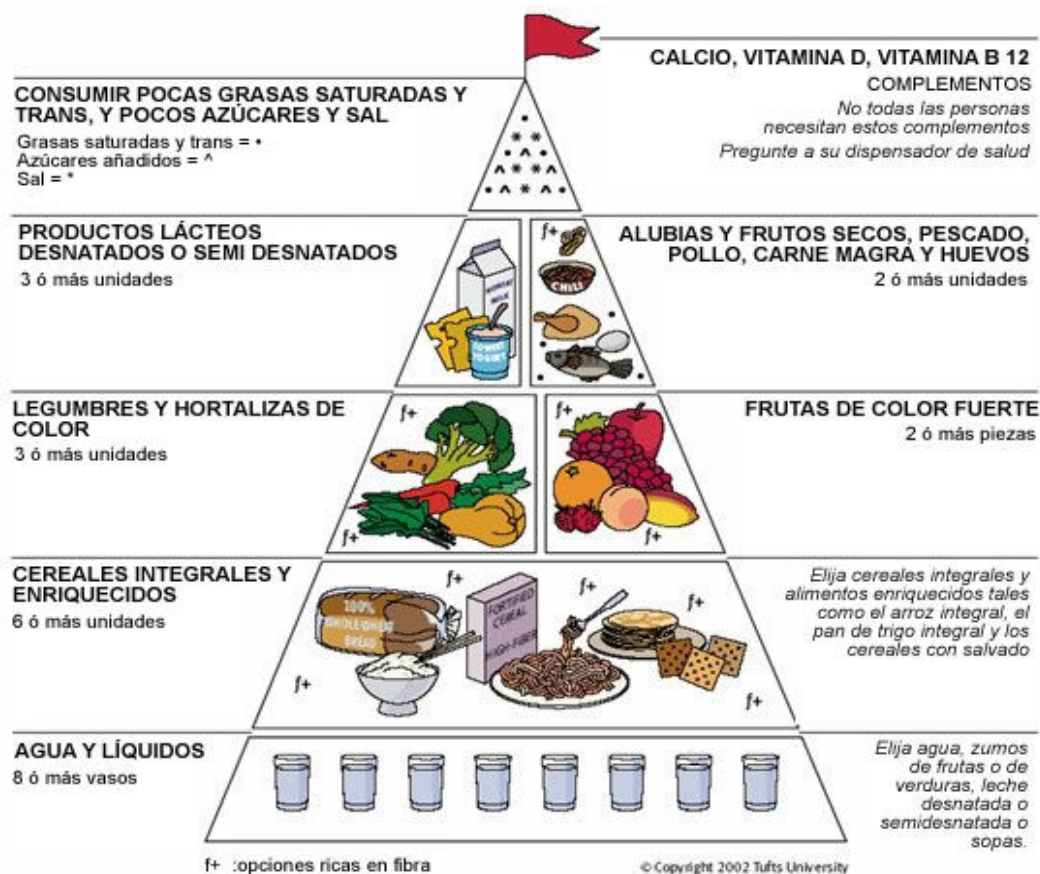 CALCIO, VITAMINA D, VITAMINA B 12
COMPLEMENTOS
No todas las personas
necesitan estos complementos
Pregunte a su dispensador de salud
CONSUMIR POCAS GRASAS SATURADAS Y
TRANS, Y POCOS AZÚCARES Y SAL
Grasas saturadas y trans = •
Azúcares añadidos = ^
Sal = *
PRODUCTOS LÁCTEOS
DESNATADOS O SEMI DESNATADOS
3 ó más unidades
MILK
LOWFAT
YOGURT
f+
CHILI
ALUBIAS Y FRUTOS SECOS, PESCADO,
POLLO, CARNE MAGRA Y HUEVOS
2 ó más unidades
LEGUMBRES Y HORTALIZAS DE
COLOR
3 ó más unidades
f+
f+
f+
f+
FRUTAS DE COLOR FUERTE
2 ó más piezas
CEREALES INTEGRALES Y
ENRIQUECIDOS
6 ó más unidades
f+
f+
f+
f+
100%
WHOLE-WHEAT
BREAD
FORTIFIED
CEREAL
HIGH-FIBER
Elija cereales integrales y
alimentos enriquecidos tales
como el arroz integral, el
pan de trigo integral y los
cereales con salvado
AGUA Y LÍQUIDOS
8 ó más vasos
Elija agua, zumos
de frutas o de
verduras, leche
desnatada o
semidesnatada o
sopas.
f+ :opciones ricas en fibra
© Copyright 2002 Tufts University